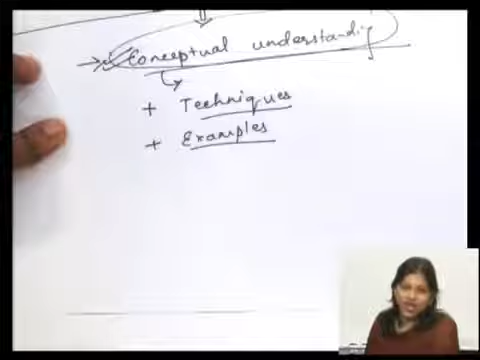 Conceptual understanding
+ Techniques
+ Examples